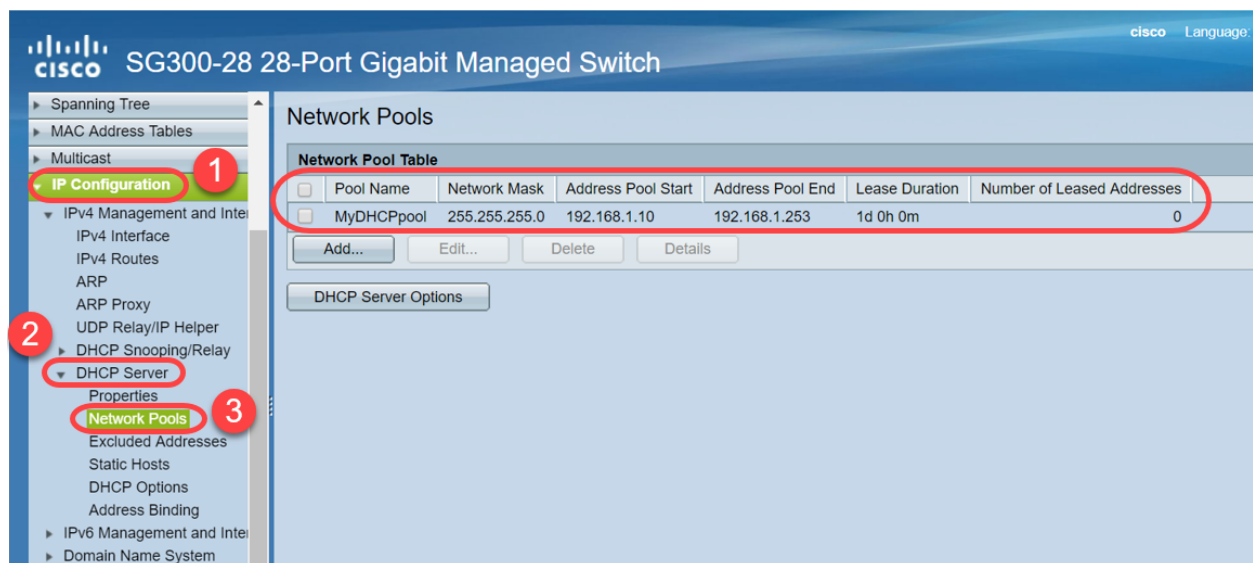 cisco Language:
CISCO SG300-28 28-Port Gigabit Managed Switch
Spanning Tree
MAC Address Tables
Multicast
1
IP Configuration
IPv4 Management and Inte
IPv4 Interface
IPv4 Routes
ARP
ARP Proxy
UDP Relay/IP Helper
2
DHCP Snooping/Relay
DHCP Server
Properties
Network Pools
3
Excluded Addresses
Static Hosts
DHCP Options
Address Binding
IPv6 Management and Inte
Domain Name System
Network Pools
Network Pool Table
Pool Name Network Mask Address Pool Start Address Pool End Lease Duration Number of Leased Addresses
MyDHCPpool 255.255.255.0 192.168.1.10 192.168.1.253 1d 0h 0m 0
Add... Edit... Delete Details
DHCP Server Options